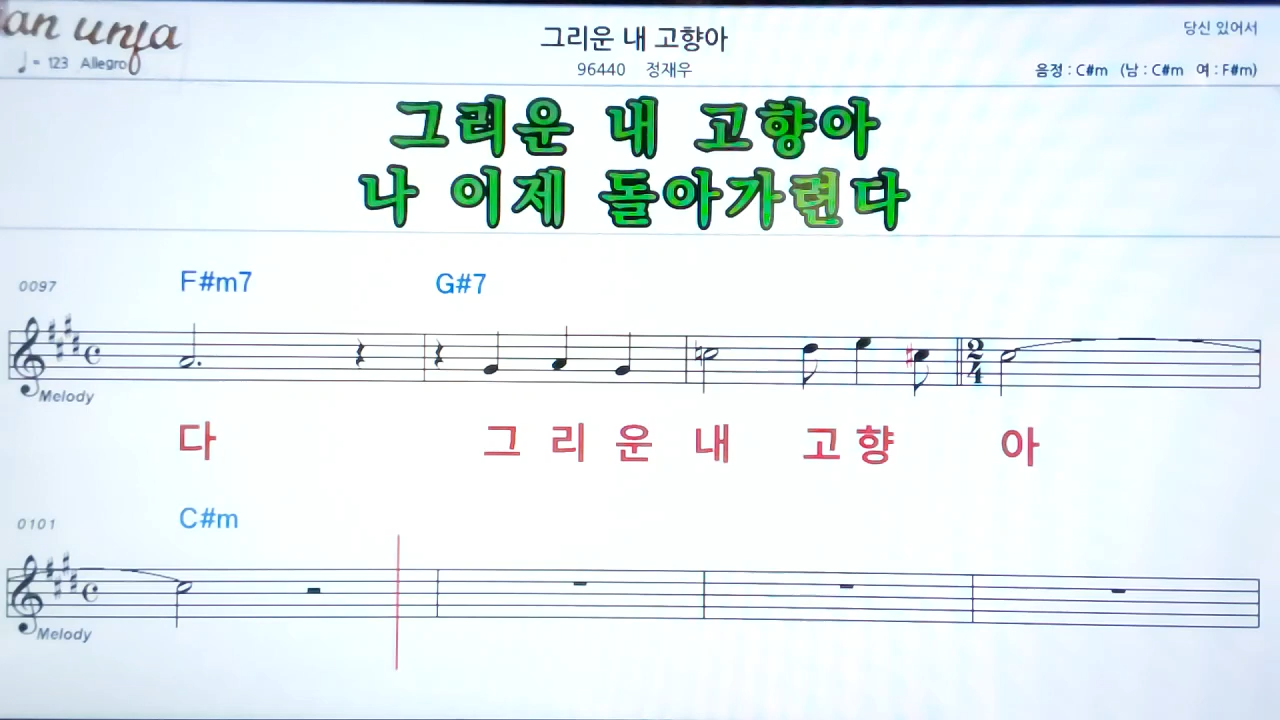 그리운 내 고향아
당신 있어서
♩= 123 Allegro
96440 정재우
음정 : C#m (남 : C#m 여 : F#m)
그리운 내 고향아
나 이제 돌아가련다
0097 F#m7 G#7
2
4
Melody
다 그 리 운 내 고 향 아
0101 C#m
Melody